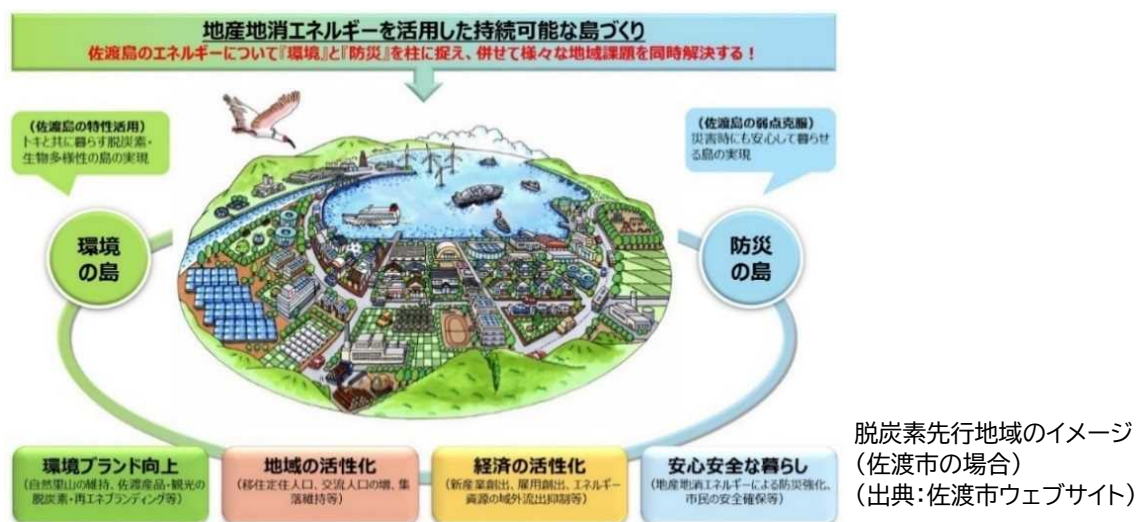 地産地消エネルギーを活用した持続可能な島づくり
佐渡島のエネルギーについて『環境』と『防災』を柱に捉え、併せて様々な地域課題を同時解決する！
（佐渡島の特性活用）
トキと共に暮らす脱炭素・
生物多様性の島の実現
（佐渡島の弱点克服）
災害時にも安心して暮らせ
る島の実現
環境
の島
防災
の島
環境ブランド向上
（自然里山の維持、佐渡産品・観光の
脱炭素・再エネブランディング等）
地域の活性化
（移住定住人口、交流人口の増、集
落維持等）
経済の活性化
（新産業創出、雇用創出、エネルギー
資源の域外流出抑制等）
安心安全な暮らし
（地産地消エネルギーによる防災強化、
市民の安全確保等）
脱炭素先行地域のイメージ
（佐渡市の場合）
（出典：佐渡市ウェブサイト）